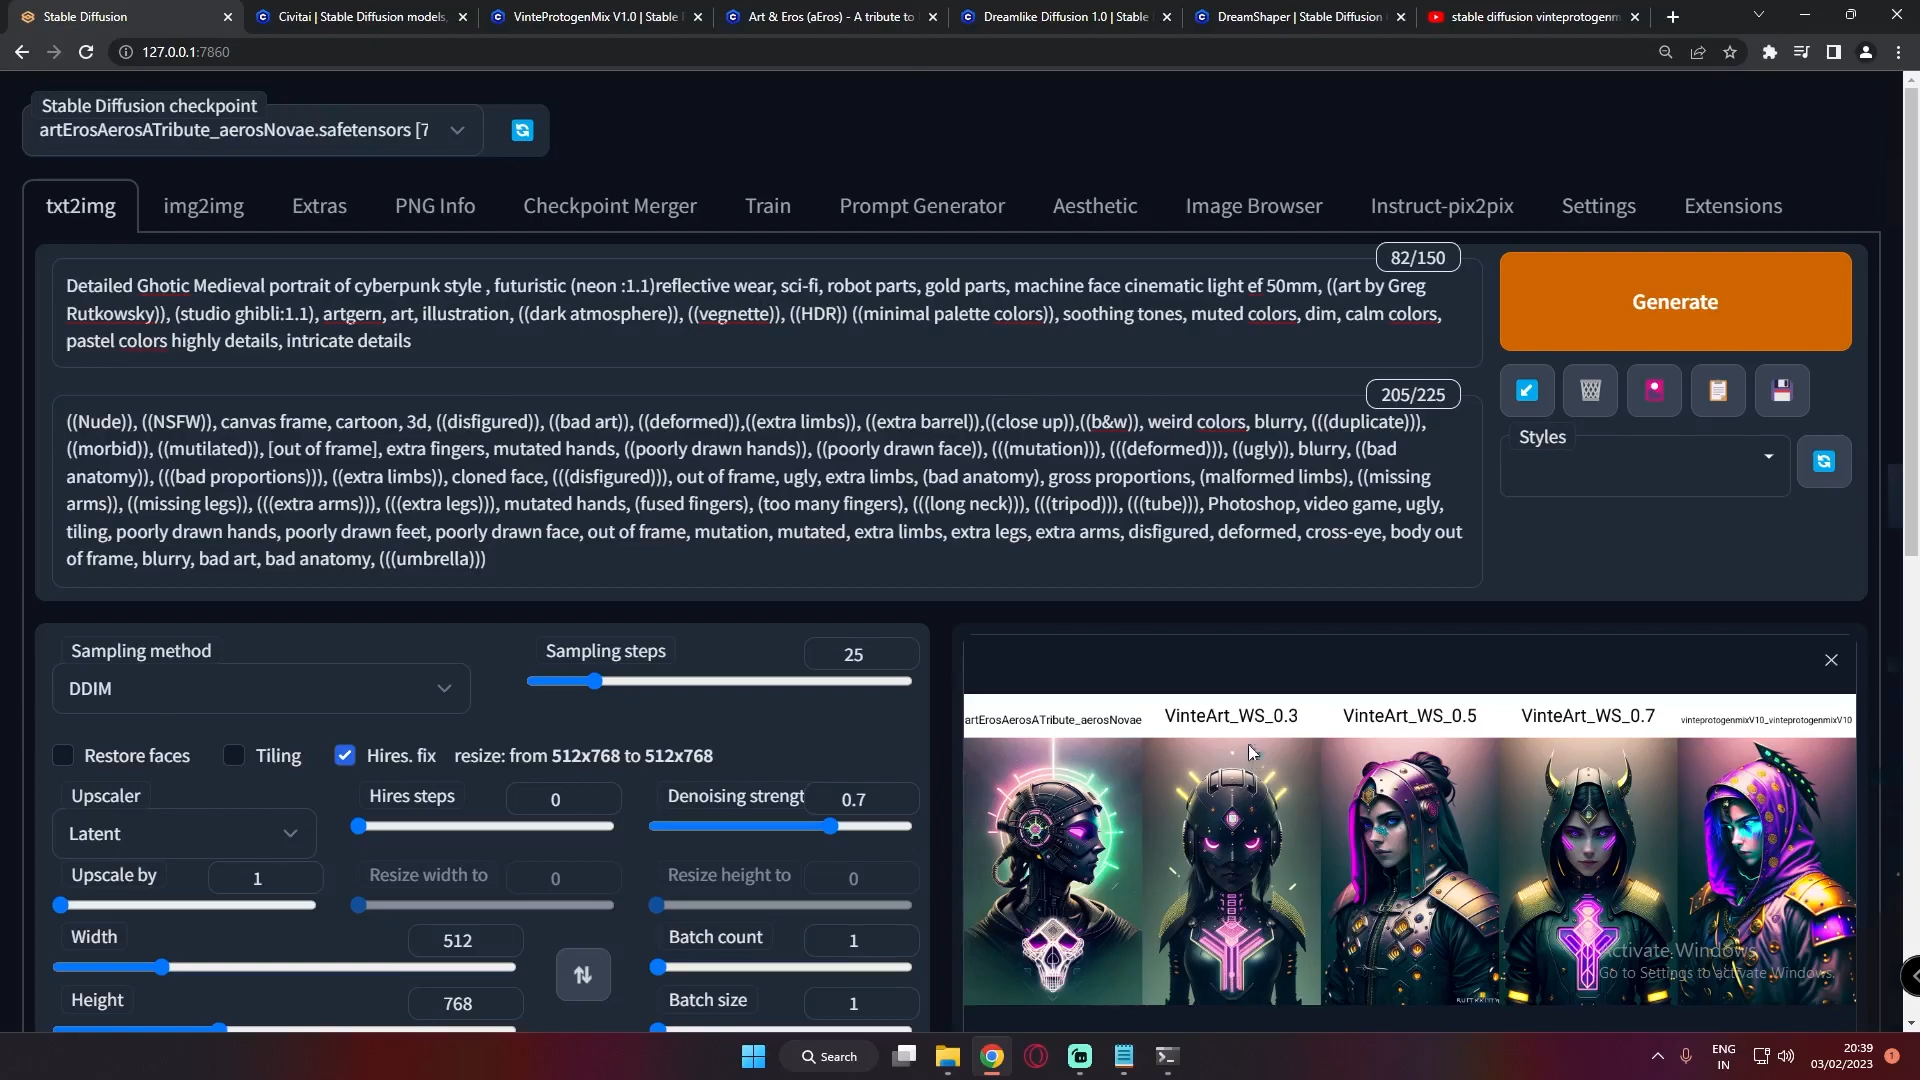 Stable Diffusion
Civitai | Stable Diffusion models,
VinteProtogenMix V1.0 | Stable
Art & Eros (aEros) - A tribute to
Dreamlike Diffusion 1.0 | Stable
DreamShaper | Stable Diffusion
stable diffusion vinteprotogenm
127.0.0.1:7860
Stable Diffusion checkpoint
artErosAerosATribute_aerosNovae.safetensors [7
txt2img
img2img
Extras
PNG Info
Checkpoint Merger
Train
Prompt Generator
Aesthetic
Image Browser
Instruct-pix2pix
Settings
Extensions
82/150
Detailed Ghotic Medieval portrait of cyberpunk style , futuristic (neon :1.1)reflective wear, sci-fi, robot parts, gold parts, machine face cinematic light ef 50mm, ((art by Greg
Rutkowsky)), (studio ghibli:1.1), artgern, art, illustration, ((dark atmosphere)), ((vegnette)), ((HDR)) ((minimal palette colors)), soothing tones, muted colors, dim, calm colors,
pastel colors highly details, intricate details
Generate
205/225
((Nude)), ((NSFW)), canvas frame, cartoon, 3d, ((disfigured)), ((bad art)), ((deformed)),((extra limbs)), ((extra barrel)),((close up)),((b&w)), weird colors, blurry, (((duplicate))),
((morbid)), ((mutilated)), [out of frame], extra fingers, mutated hands, ((poorly drawn hands)), ((poorly drawn face)), (((mutation))), (((deformed))), ((ugly)), blurry, ((bad
anatomy)), (((bad proportions))), ((extra limbs)), cloned face, (((disfigured))), out of frame, ugly, extra limbs, (bad anatomy), gross proportions, (malformed limbs), ((missing
arms)), ((missing legs)), (((extra arms))), (((extra legs))), mutated hands, (fused fingers), (too many fingers), (((long neck))), (((tripod))), (((tube))), Photoshop, video game, ugly,
tiling, poorly drawn hands, poorly drawn feet, poorly drawn face, out of frame, mutation, mutated, extra limbs, extra legs, extra arms, disfigured, deformed, cross-eye, body out
of frame, blurry, bad art, bad anatomy, (((umbrella)))
Styles
Sampling method
DDIM
Sampling steps
25
Restore faces
Tiling
Hires. fix
resize: from 512x768 to 512x768
Upscaler
Latent
Hires steps
0
Denoising strengt
0.7
Upscale by
1
Resize width to
0
Resize height to
0
Width
512
Batch count
1
Height
768
Batch size
1
artErosAerosATribute_aerosNovae
VinteArt_WS_0.3
VinteArt_WS_0.5
VinteArt_WS_0.7
vinteprotogenmixV10_vinteprotogenmixV10
Activate Windows
Go to Settings to activate Windows.
Search
ENG
IN
20:39
03/02/2023
1